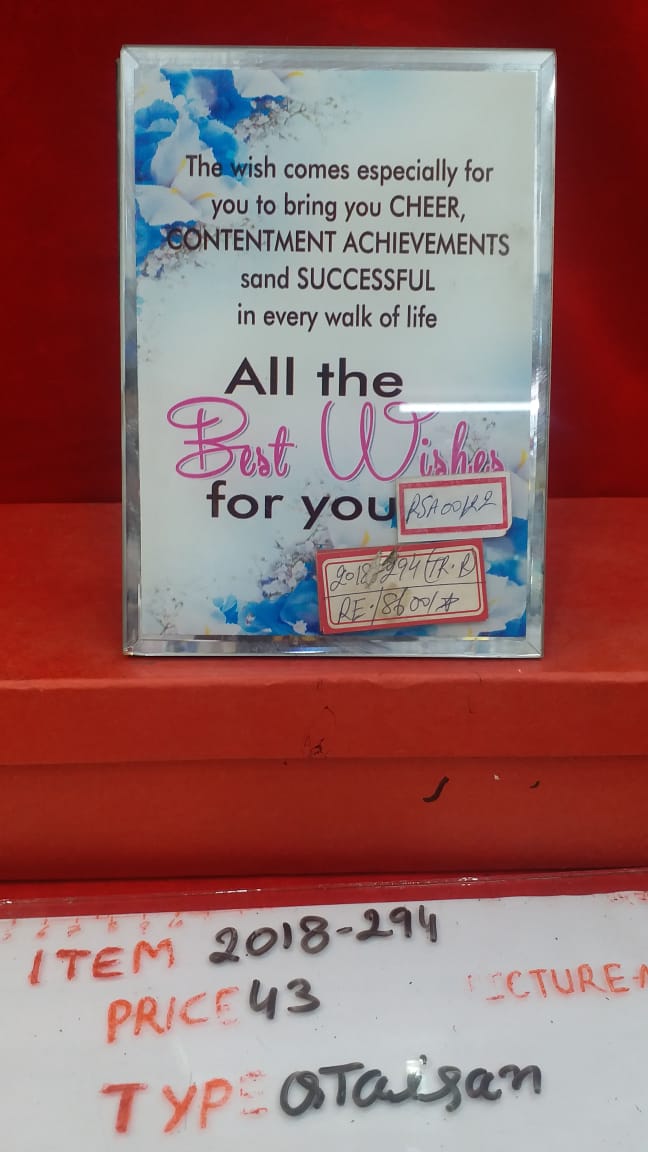 The wish comes especially for
you to bring you CHEER,
CONTENTMENT ACHIEVEMENTS
sand SUCCESSFUL
in every walk of life
All the
Best Wishes
for you
2018-294
ITEM 2018-294
PRICE 43
TYPE